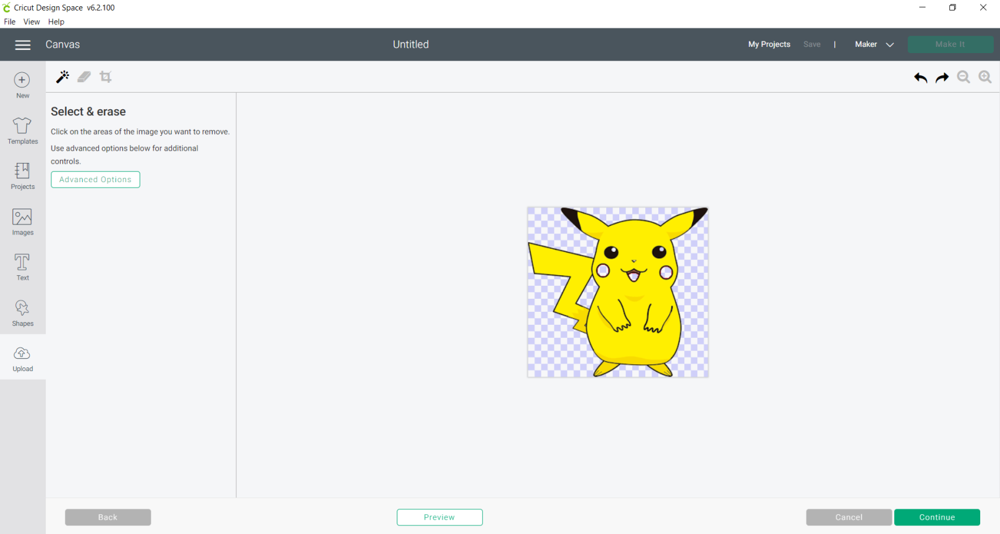 Cricut Design Space v6.2.100
File View Help
Canvas
Untitled
My Projects Save | Maker Make It
New
Templates
Projects
Images
Text
Shapes
Upload
Select & erase
Click on the areas of the image you want to remove.
Use advanced options below for additional
controls.
Advanced Options
Back
Preview
Cancel
Continue